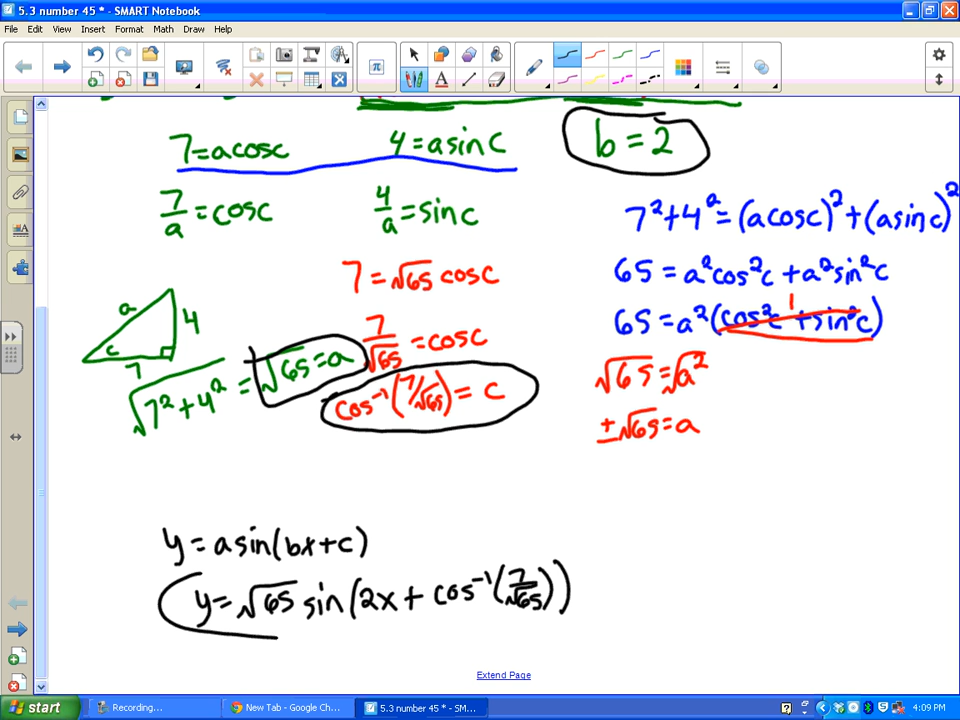 5.3 number 45 * - SMART Notebook
File Edit View Insert Format Math Draw Help
7=acosc 4=asinc b=2
7/a=cosc 4/a=sinc 7²+4²=(acosc)²+(asinc)²
7=√65 cosc 65=a²cos²c+a²sin²c
65=a²(cos²c+sin²c) 1
a 4 c 7
7/√65=cosc
√7²+4² = √65=a
√65=√a²
cos⁻¹(7/√65)=c
±√65=a
y=asin(bx+c)
y=√65 sin(2x+cos⁻¹(7/√65))
Extend Page
start Recording... New Tab - Google Ch... 5.3 number 45 * - SM... 4:09 PM